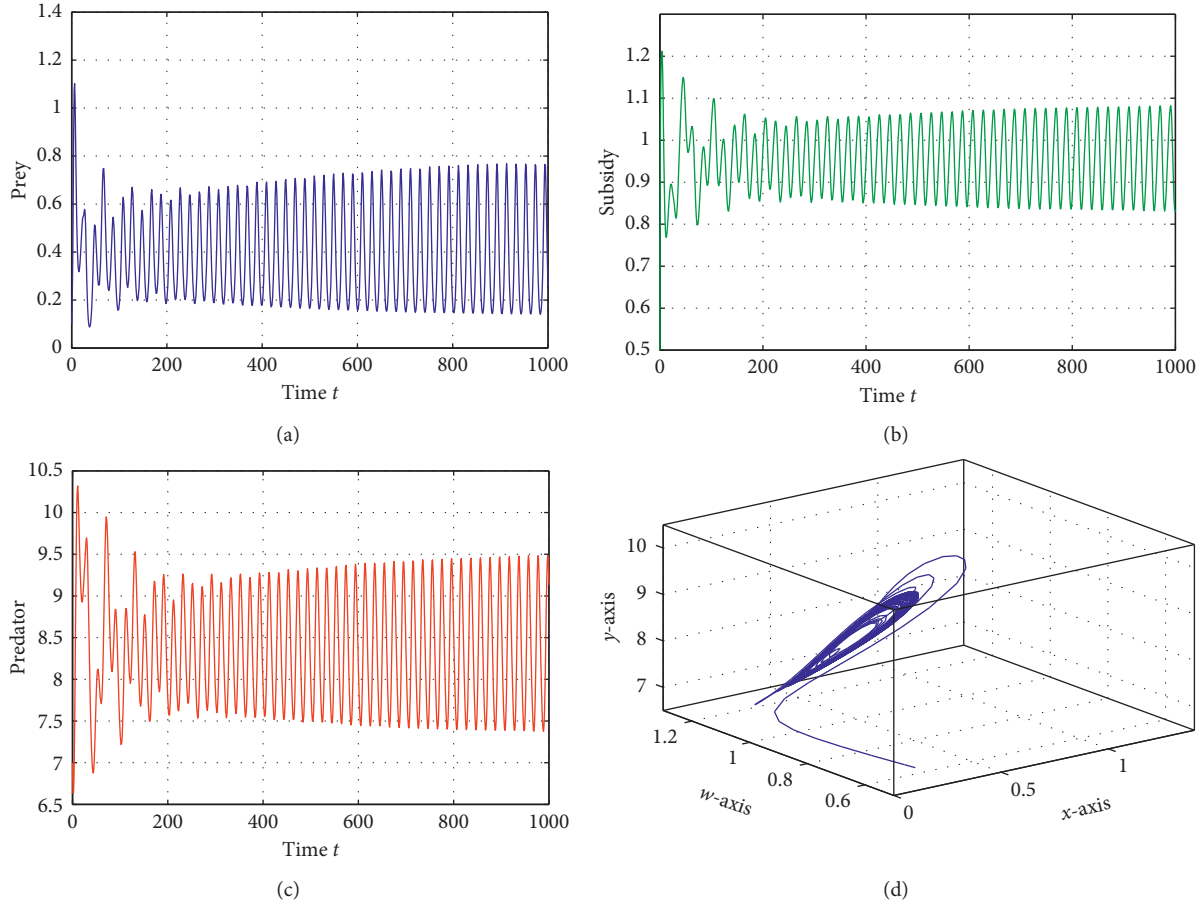 1.4
1.2
1
0.8
0.6
0.4
0.2
0
Prey
0 200 400 600 800 1000
Time t
(a)
1.2
1.1
1.0
0.9
0.8
0.7
0.6
0.5
Subsidy
0 200 400 600 800 1000
Time t
(b)
10.5
10
9.5
9
8.5
8
7.5
7
6.5
Predator
0 200 400 600 800 1000
Time t
(c)
10
9
8
7
y-axis
1.2 1 0.8 0.6
w-axis
0 0.5 1
x-axis
(d)